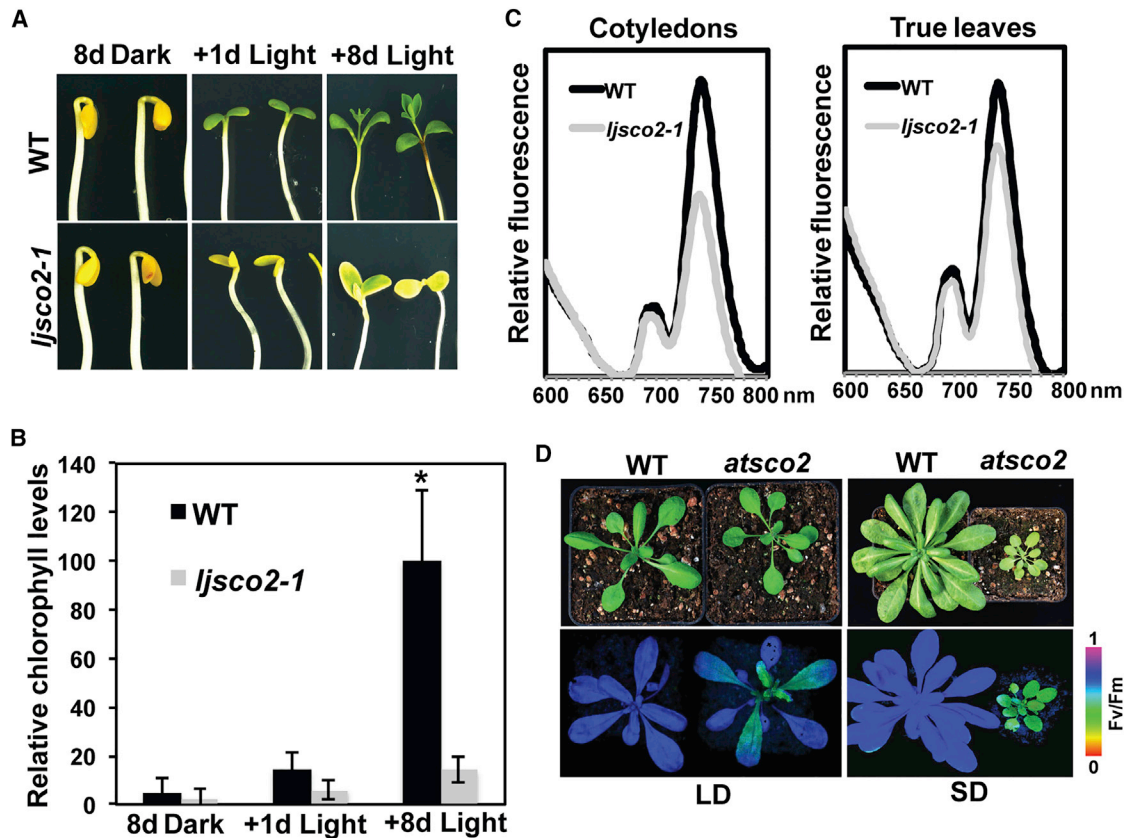 A
8d Dark +1d Light +8d Light
WT
ljsco2-1
B
Relative chlorophyll levels
140
120
100
80
60
40
20
0
WT
ljsco2-1
*
8d Dark +1d Light +8d Light
C
Cotyledons
Relative fluorescence
WT
ljsco2-1
600 650 700 750 800 nm
True leaves
Relative fluorescence
WT
ljsco2-1
600 650 700 750 800 nm
D
WT atsco2 WT atsco2
1
Fv/Fm
0
LD SD